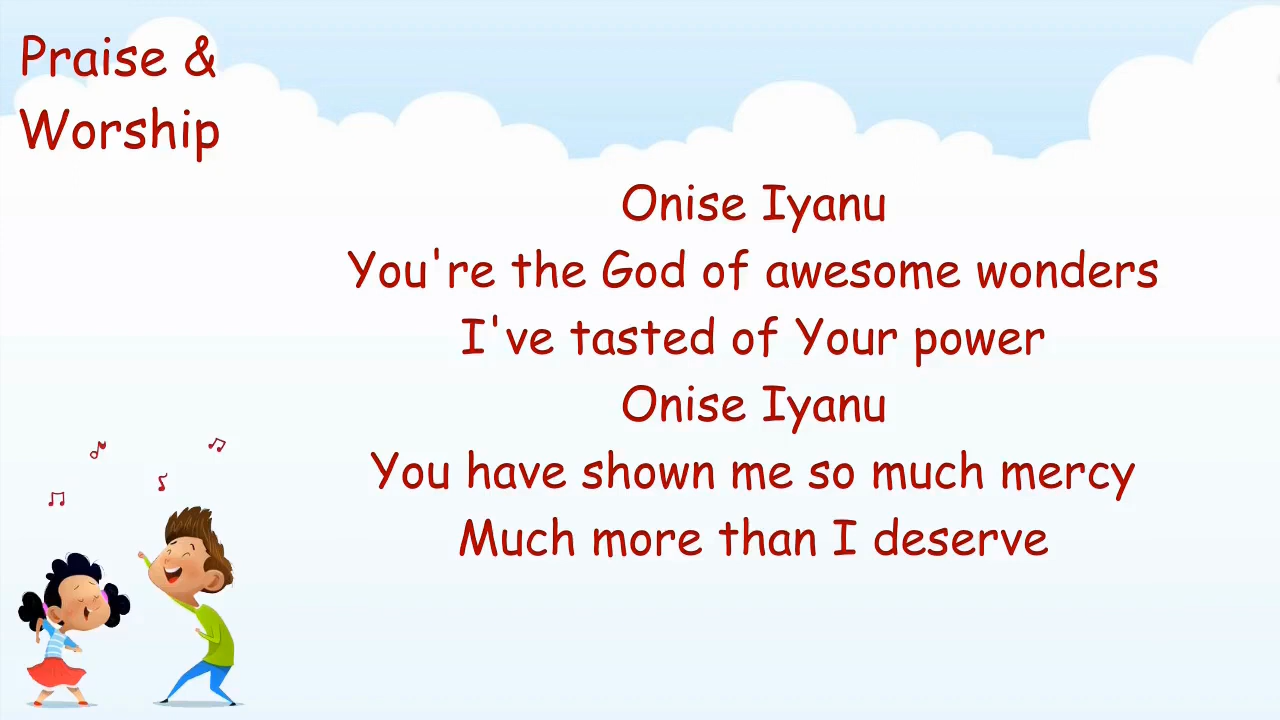 Praise &
Worship
Onise Iyanu
You're the God of awesome wonders
I've tasted of Your power
Onise Iyanu
You have shown me so much mercy
Much more than I deserve